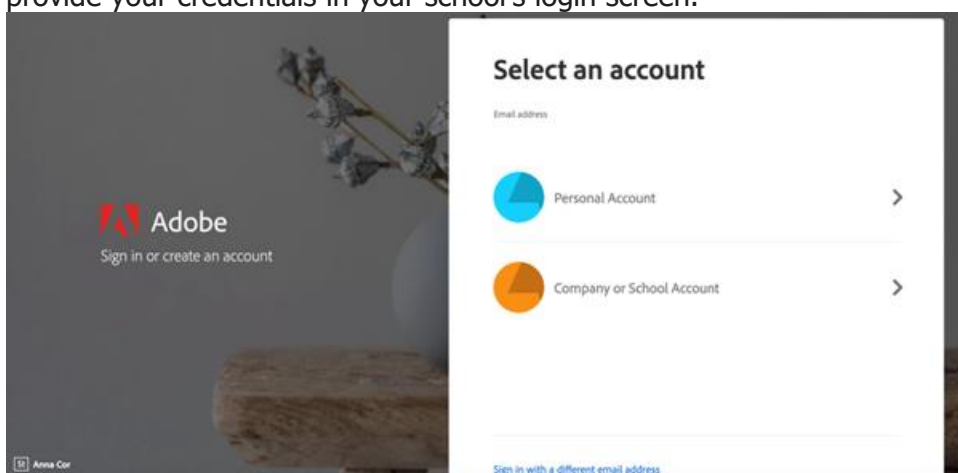 provide your credentials in your school's login screen.
Select an account
Email address
Personal Account
Adobe
Sign in or create an account
Company or School Account
St Anna Cor
Sign in with a different email address